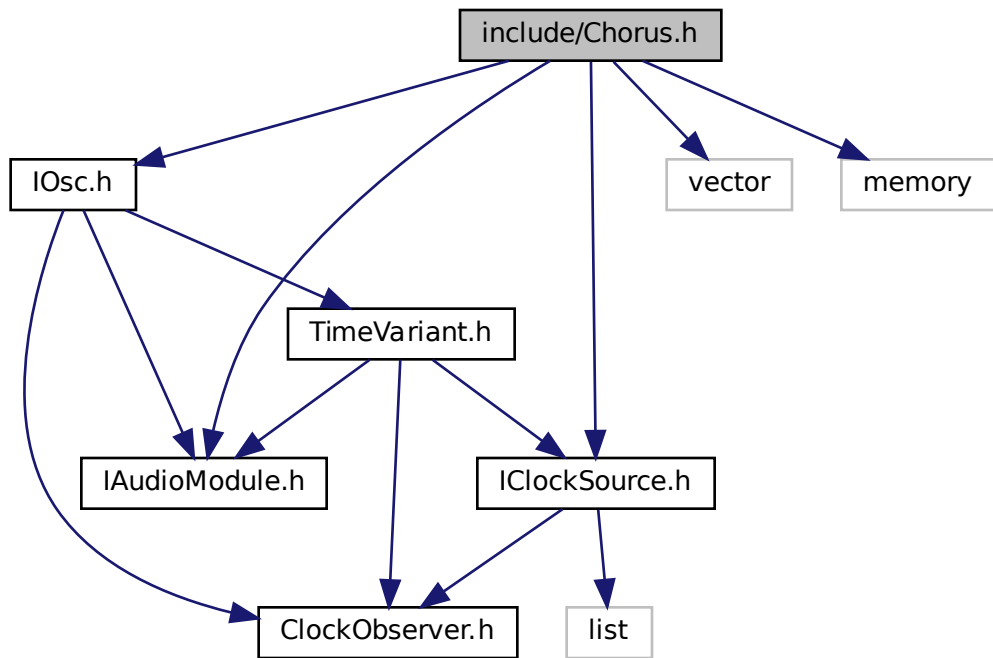 include/Chorus.h
IOsc.h
vector
memory
TimeVariant.h
IAudioModule.h
IClockSource.h
ClockObserver.h
list